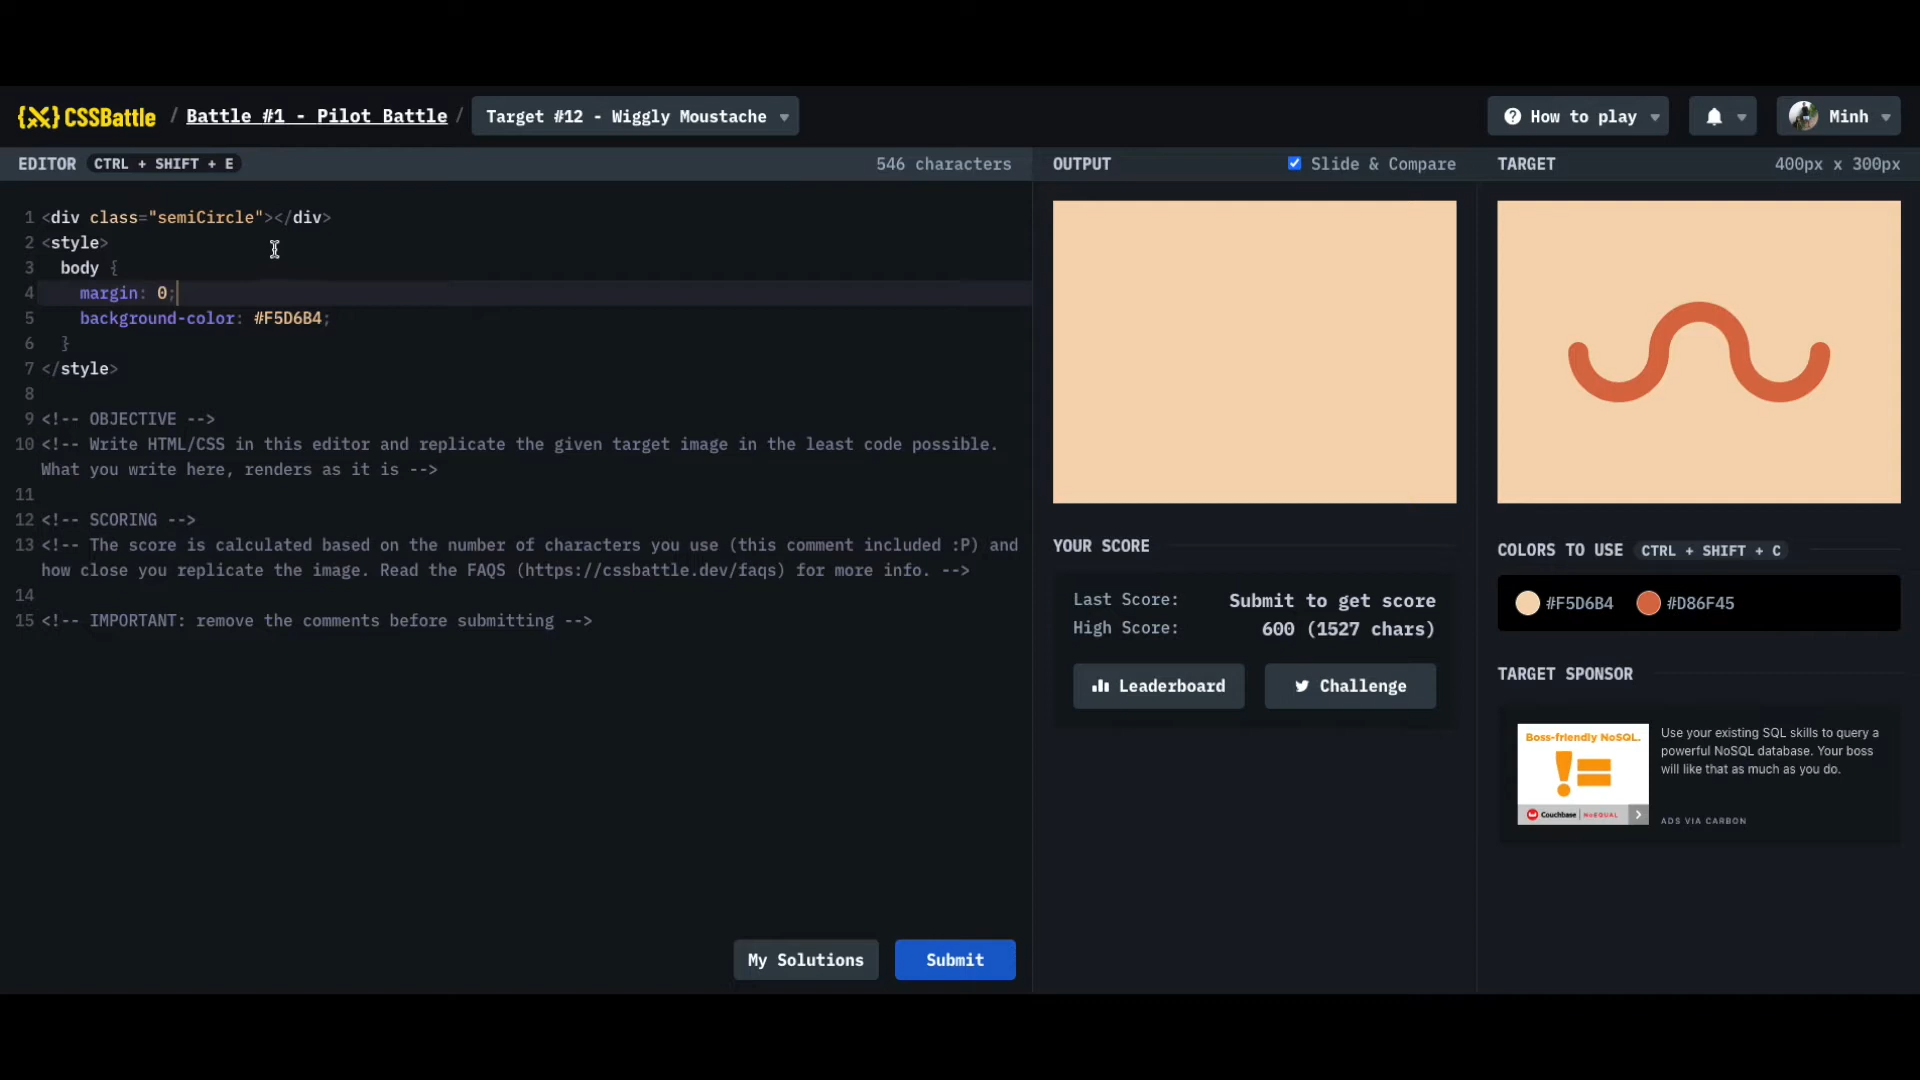 {X} CSSBattle / Battle #1 - Pilot Battle / Target #12 - Wiggly Moustache
How to play
Minh
EDITOR CTRL + SHIFT + E 546 characters
1 <div class="semiCircle"></div>
2 <style>
3 body {
4 margin: 0;
5 background-color: #F5D6B4;
6 }
7 </style>
8
9 <!-- OBJECTIVE -->
10 <!-- Write HTML/CSS in this editor and replicate the given target image in the least code possible.
What you write here, renders as it is -->
11
12 <!-- SCORING -->
13 <!-- The score is calculated based on the number of characters you use (this comment included :P) and
how close you replicate the image. Read the FAQS (https://cssbattle.dev/faqs) for more info. -->
14
15 <!-- IMPORTANT: remove the comments before submitting -->
My Solutions
Submit
OUTPUT Slide & Compare
YOUR SCORE
Last Score: Submit to get score
High Score: 600 (1527 chars)
Leaderboard
Challenge
TARGET 400px x 300px
COLORS TO USE CTRL + SHIFT + C
#F5D6B4 #D86F45
TARGET SPONSOR
Boss-friendly NoSQL.
!=
Couchbase | NoEQUAL
Use your existing SQL skills to query a
powerful NoSQL database. Your boss
will like that as much as you do.
ADS VIA CARBON